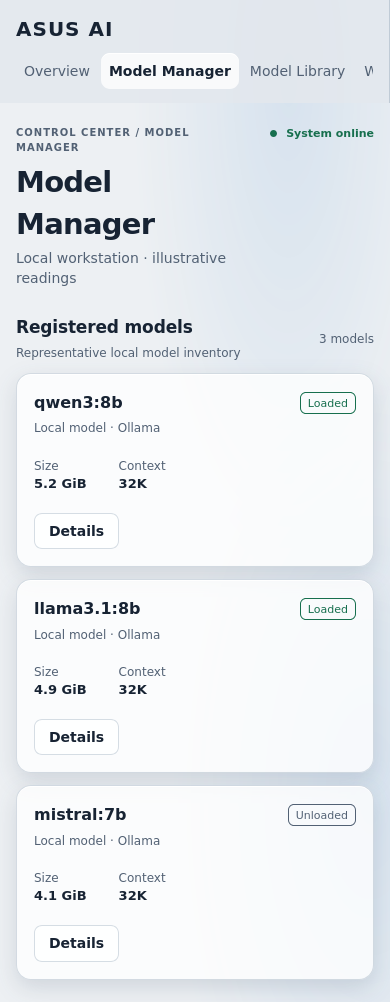 ASUS AI
Overview Model Manager Model Library W
CONTROL CENTER / MODEL MANAGER
● System online
Model
Manager
Local workstation · illustrative
readings
Registered models
Representative local model inventory
3 models
qwen3:8b
Loaded
Local model · Ollama
Size Context
5.2 GiB 32K
Details
llama3.1:8b
Loaded
Local model · Ollama
Size Context
4.9 GiB 32K
Details
mistral:7b
Unloaded
Local model · Ollama
Size Context
4.1 GiB 32K
Details